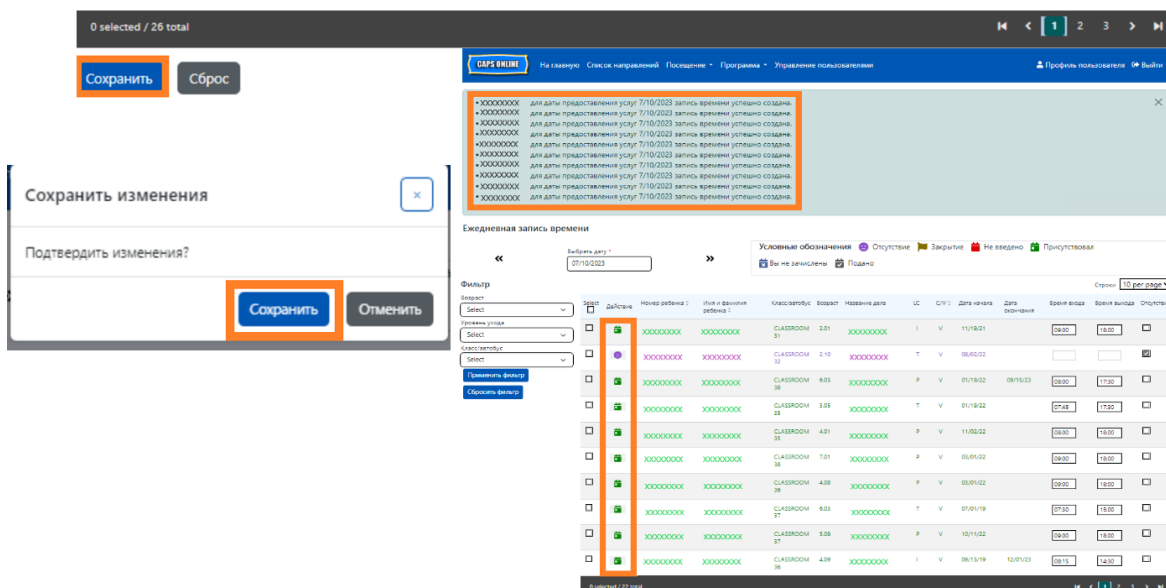 0 selected / 26 total
1 2 3
Сохранить Сброс
CAPS ONLINE На главную Список направлений Посещение Программа Управление пользователями Профиль пользователя Выйти
• XXXXXXXX для даты предоставления услуг 7/10/2023 запись времени успешно создана.
• XXXXXXXX для даты предоставления услуг 7/10/2023 запись времени успешно создана.
• XXXXXXXX для даты предоставления услуг 7/10/2023 запись времени успешно создана.
• XXXXXXXX для даты предоставления услуг 7/10/2023 запись времени успешно создана.
• XXXXXXXX для даты предоставления услуг 7/10/2023 запись времени успешно создана.
• XXXXXXXX для даты предоставления услуг 7/10/2023 запись времени успешно создана.
• XXXXXXXX для даты предоставления услуг 7/10/2023 запись времени успешно создана.
• XXXXXXXX для даты предоставления услуг 7/10/2023 запись времени успешно создана.
• XXXXXXXX для даты предоставления услуг 7/10/2023 запись времени успешно создана.
• XXXXXXXX для даты предоставления услуг 7/10/2023 запись времени успешно создана.
Сохранить изменения
Подтвердить изменения?
Сохранить Отменить
Ежедневная запись времени
Выбрать дату *
« 07/10/2023 »
Условные обозначения Отсутствие Закрытие Не введено Присутствовал
Вы не зачислены Подано
Фильтр
Строки 10 per page
Возраст
Select
Уровень ухода
Select
Класс/автобус
Select
Применить фильтр
Сбросить фильтр
Select Действие Номер ребенка Имя и фамилия ребенка Класс/автобус Возраст Название дела LC С/У Дата начала Дата окончания Время входа Время выхода Отсутств
XXXXXXXX XXXXXXXX CLASSROOM 31 2.01 XXXXXXXX I V 11/19/21 09:00 18:00
XXXXXXXX XXXXXXXX CLASSROOM 32 2.10 XXXXXXXX T V 08/02/22
XXXXXXXX XXXXXXXX CLASSROOM 38 6.05 XXXXXXXX P V 01/19/22 09/15/23 08:00 17:30
XXXXXXXX XXXXXXXX CLASSROOM 3.05 XXXXXXXX T V 01/19/22 07:45 17:30
XXXXXXXX XXXXXXXX CLASSROOM 35 4.01 XXXXXXXX P V 11/02/22 08:00 18:00
XXXXXXXX XXXXXXXX CLASSROOM 38 7.01 XXXXXXXX P V 03/01/22 09:00 18:00
XXXXXXXX XXXXXXXX CLASSROOM 4.08 XXXXXXXX P V 03/01/22 09:00 18:00
XXXXXXXX XXXXXXXX CLASSROOM 37 6.03 XXXXXXXX T V 07/01/19 07:30 15:00
XXXXXXXX XXXXXXXX CLASSROOM 37 5.08 XXXXXXXX P V 10/11/22 09:00 18:00
XXXXXXXX XXXXXXXX CLASSROOM 36 4.09 XXXXXXXX I V 09/13/19 12/01/23 08:15 14:30
0 selected / 22 total
1 2 3